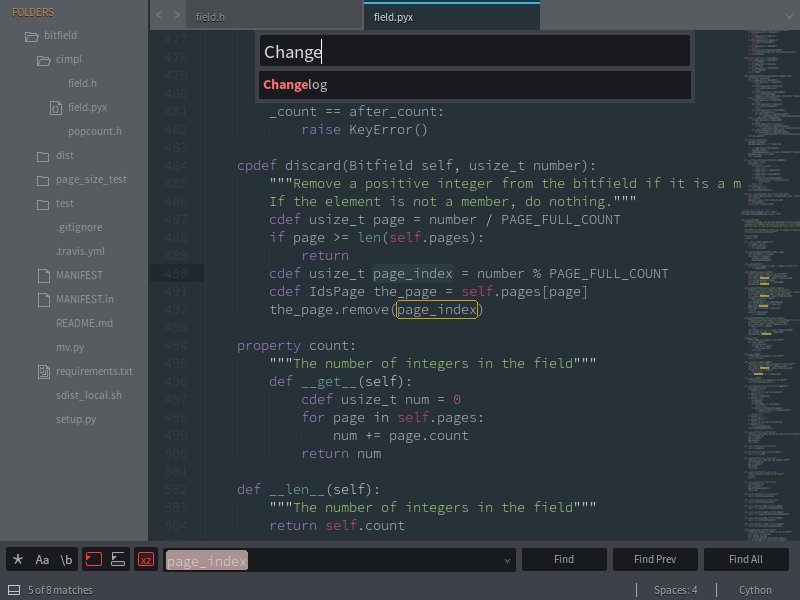 FOLDERS
bitfield
cimpl
field.h
field.pyx
popcount.h
dist
page_size_test
test
.gitignore
.travis.yml
MANIFEST
MANIFEST.in
README.md
mv.py
requirements.txt
sdist_local.sh
setup.py
field.h
field.pyx
Change
Changelog
477
478
479
480
481 _count == after_count:
482 raise KeyError()
483
484 cpdef discard(Bitfield self, usize_t number):
485 """Remove a positive integer from the bitfield if it is a m
486 If the element is not a member, do nothing."""
487 cdef usize_t page = number / PAGE_FULL_COUNT
488 if page >= len(self.pages):
489 return
490 cdef usize_t page_index = number % PAGE_FULL_COUNT
491 cdef IdsPage the_page = self.pages[page]
492 the_page.remove(page_index)
493
494 property count:
495 """The number of integers in the field"""
496 def __get__(self):
497 cdef usize_t num = 0
498 for page in self.pages:
499 num += page.count
500 return num
501
502 def __len__(self):
503 """The number of integers in the field"""
504 return self.count
* Aa \b xz page_index Find Find Prev Find All
5 of 8 matches Spaces: 4 Cython